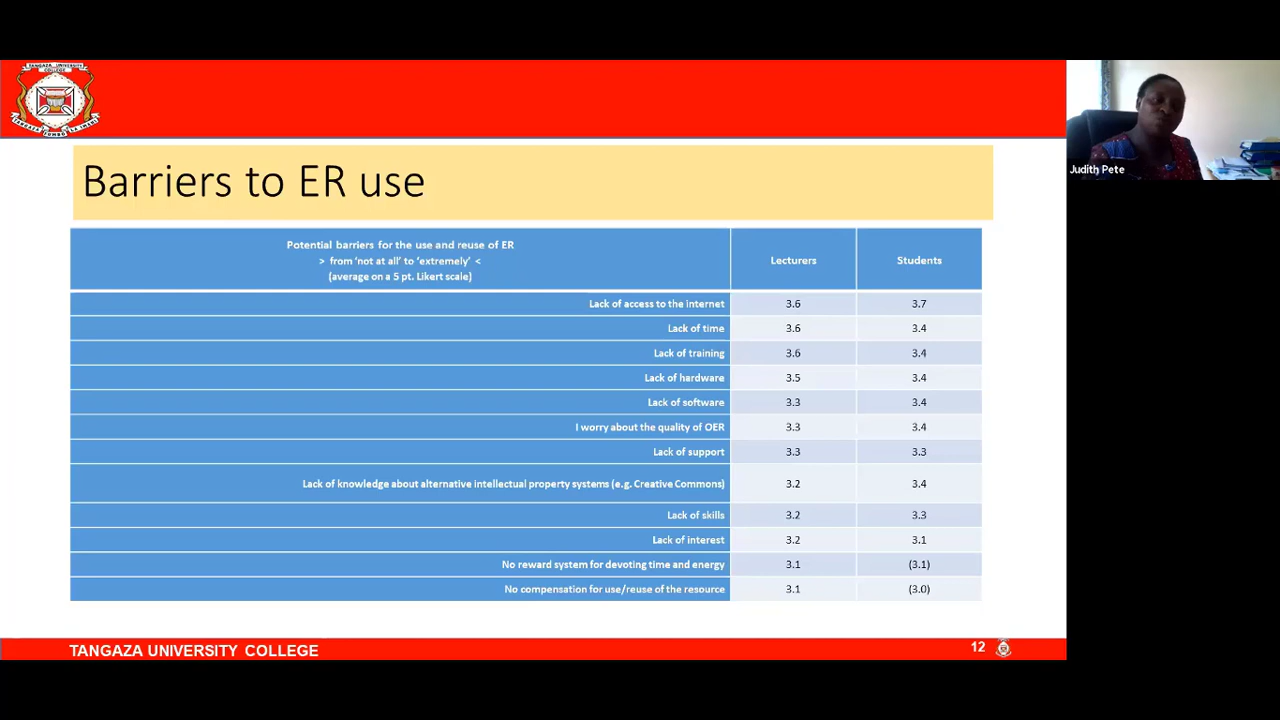 TANGAZA UNIVERSITY
COLLEGE
Judith Pete
Barriers to ER use
Potential barriers for the use and reuse of ER
> from 'not at all' to 'extremely' <
(average on a 5 pt. Likert scale)
Lecturers
Students
Lack of access to the internet 3.6 3.7
Lack of time 3.6 3.4
Lack of training 3.6 3.4
Lack of hardware 3.5 3.4
Lack of software 3.3 3.4
I worry about the quality of OER 3.3 3.4
Lack of support 3.3 3.3
Lack of knowledge about alternative intellectual property systems (e.g. Creative Commons) 3.2 3.4
Lack of skills 3.2 3.3
Lack of interest 3.2 3.1
No reward system for devoting time and energy 3.1 (3.1)
No compensation for use/reuse of the resource 3.1 (3.0)
TANGAZA UNIVERSITY COLLEGE
12